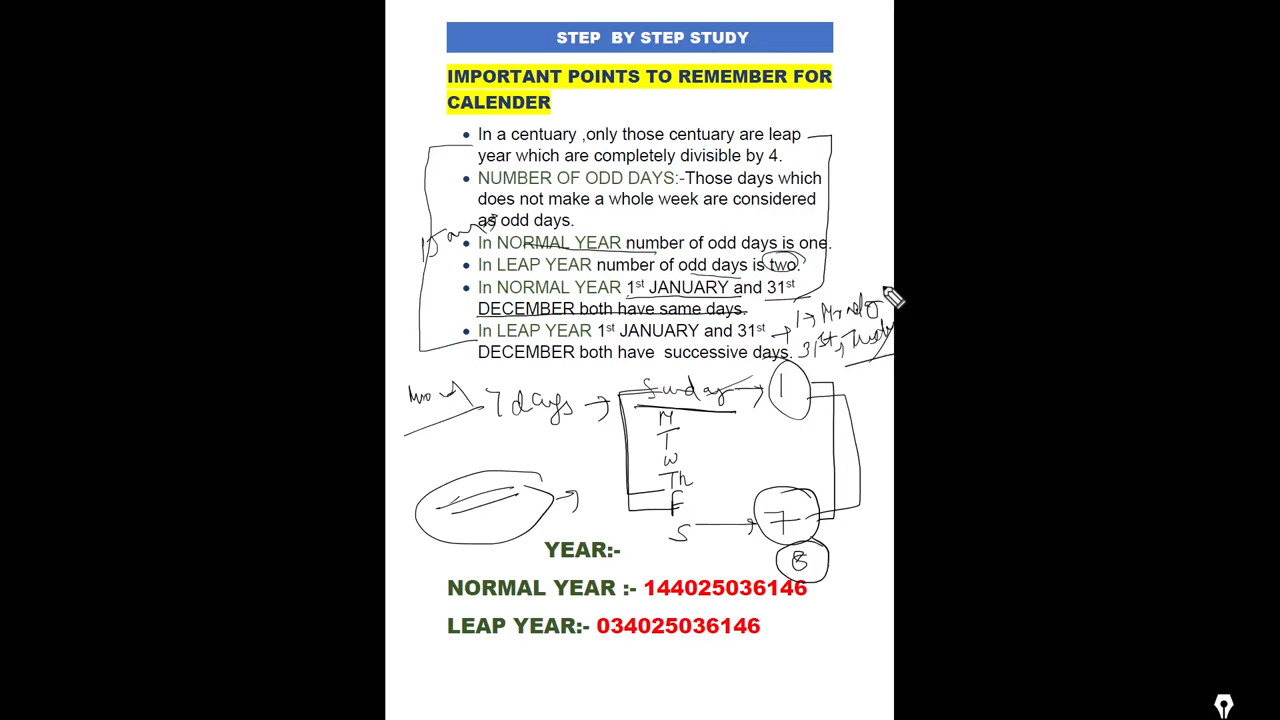 STEP BY STEP STUDY
IMPORTANT POINTS TO REMEMBER FOR
CALENDER
• In a centuary ,only those centuary are leap
year which are completely divisible by 4.
• NUMBER OF ODD DAYS:-Those days which
does not make a whole week are considered
as odd days.
• In NORMAL YEAR number of odd days is one.
• In LEAP YEAR number of odd days is two.
• In NORMAL YEAR 1st JANUARY and 31st
DECEMBER both have same days.
• In LEAP YEAR 1st JANUARY and 31st
DECEMBER both have successive days.
1 → Monday
31st,
7 days → Sunday → 1
M
T
W
Th
F
S → 7
8
YEAR:-
NORMAL YEAR :- 144025036146
LEAP YEAR:- 034025036146